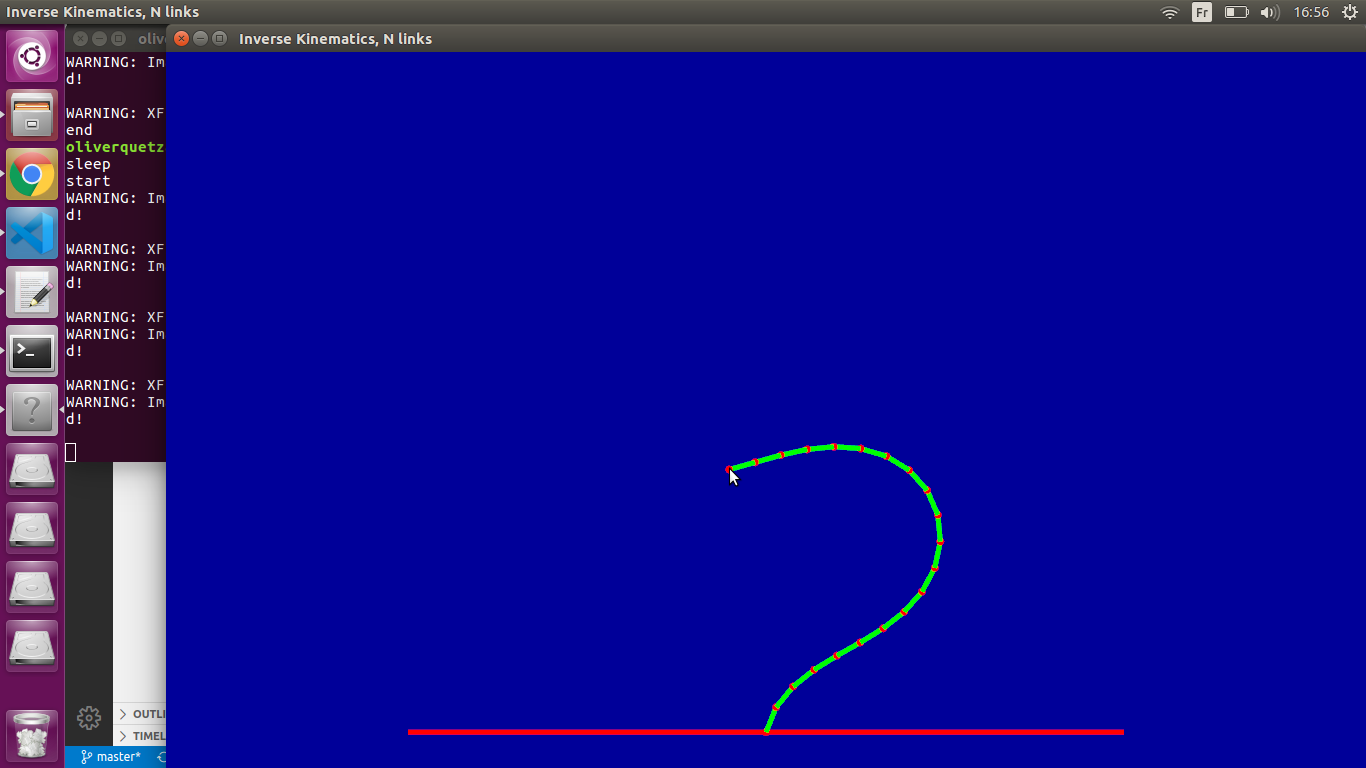 Inverse Kinematics, N links
Fr
16:56
oliv
Inverse Kinematics, N links
WARNING: Im
d!
WARNING: XF
end
oliverquetz
sleep
start
WARNING: Im
d!
WARNING: XF
WARNING: Im
d!
WARNING: XF
WARNING: Im
d!
WARNING: XF
WARNING: Im
d!
OUTLI
TIMEL
master*